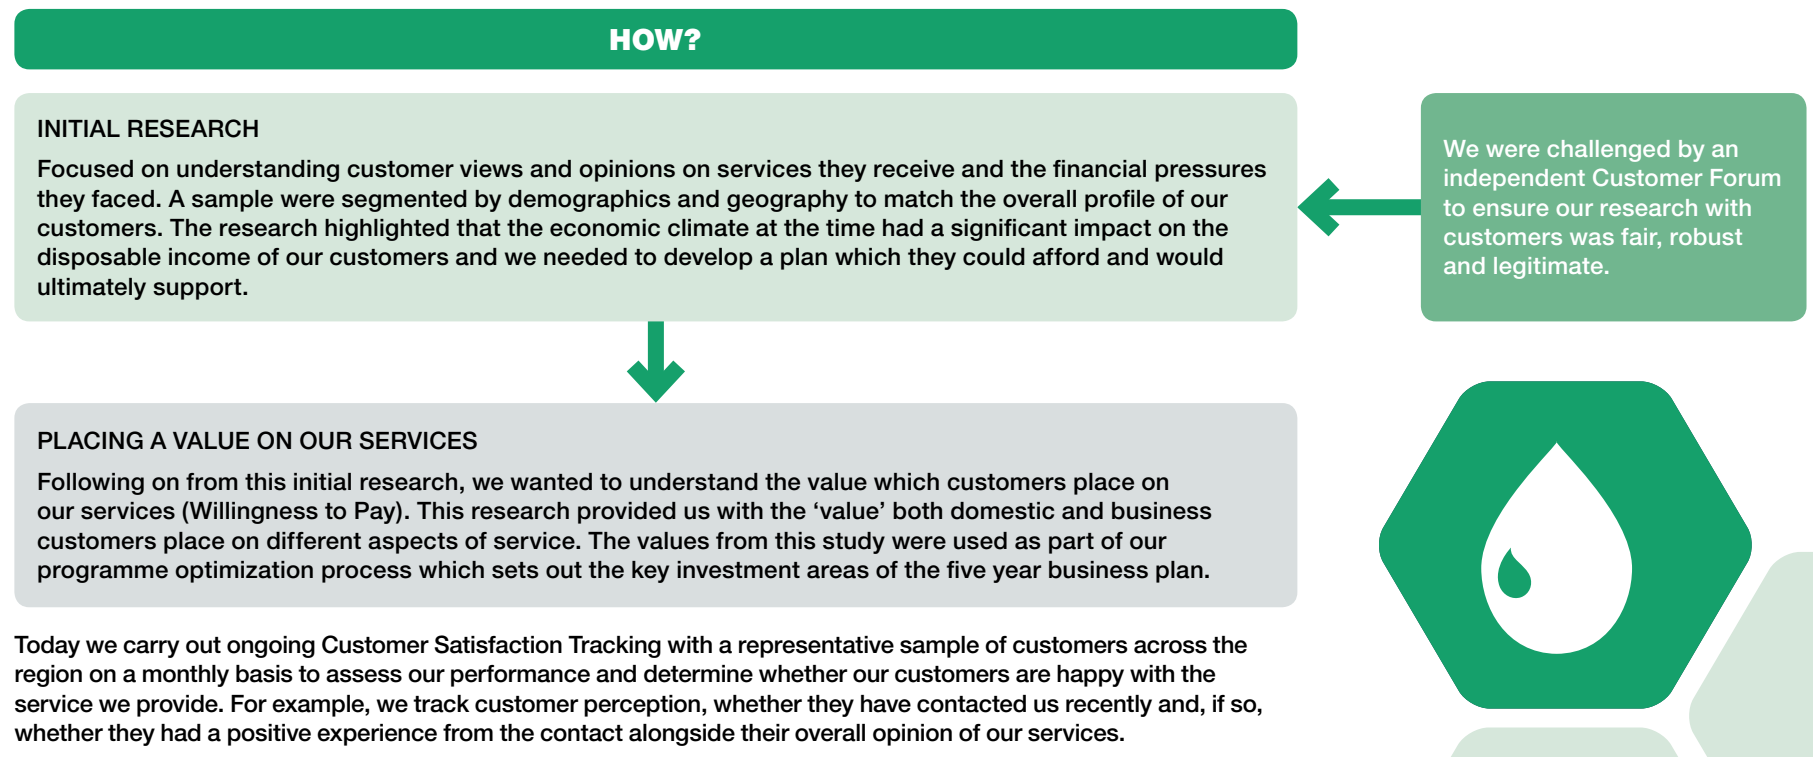 HOW?
INITIAL RESEARCH
Focused on understanding customer views and opinions on services they receive and the financial pressures
they faced. A sample were segmented by demographics and geography to match the overall profile of our
customers. The research highlighted that the economic climate at the time had a significant impact on the
disposable income of our customers and we needed to develop a plan which they could afford and would
ultimately support.
We were challenged by an
independent Customer Forum
to ensure our research with
customers was fair, robust
and legitimate.
PLACING A VALUE ON OUR SERVICES
Following on from this initial research, we wanted to understand the value which customers place on
our services (Willingness to Pay). This research provided us with the ‘value’ both domestic and business
customers place on different aspects of service. The values from this study were used as part of our
programme optimization process which sets out the key investment areas of the five year business plan.
Today we carry out ongoing Customer Satisfaction Tracking with a representative sample of customers across the
region on a monthly basis to assess our performance and determine whether our customers are happy with the
service we provide. For example, we track customer perception, whether they have contacted us recently and, if so,
whether they had a positive experience from the contact alongside their overall opinion of our services.